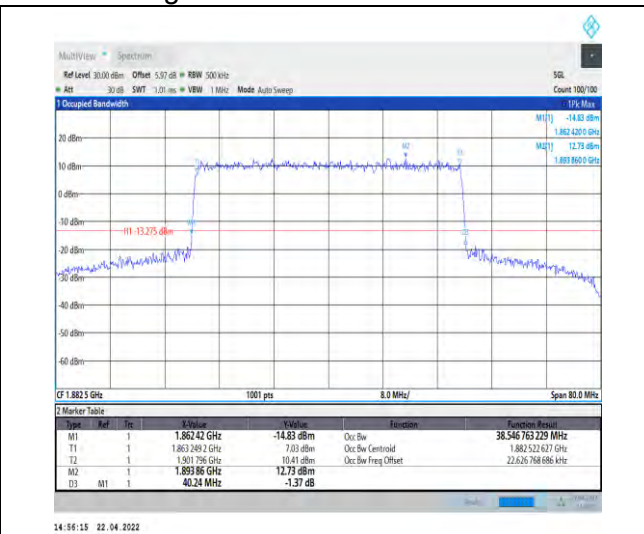 MultiView Spectrum
Ref Level 30.00 dBm Offset 5.97 dB RBW 500 kHz SGL
Att 30 dB SWT 1.01 ms VBW 1 MHz Mode Auto Sweep Count 100/100
1 Occupied Bandwidth 1Pk Max
M1[1] -14.83 dBm
1.862 420 0 GHz
20 dBm M2[1] 12.73 dBm
1.893 860 0 GHz
M2
10 dBm
0 dBm
-10 dBm
H1 -13.275 dBm
-20 dBm
-30 dBm
-40 dBm
-50 dBm
-60 dBm
CF 1.882 5 GHz 1001 pts 8.0 MHz/ Span 80.0 MHz
2 Marker Table
Type Ref Trc X-Value Y-Value Function Function Result
M1 1 1.862 42 GHz -14.83 dBm Occ Bw 38.546 763 229 MHz
T1 1 1.863 249 2 GHz 7.03 dBm Occ Bw Centroid 1.882 522 627 GHz
T2 1 1.901 796 GHz 10.41 dBm Occ Bw Freq Offset 22.626 768 686 kHz
M2 1 1.893 86 GHz 12.73 dBm
D3 M1 1 40.24 MHz -1.37 dB
14:56:15 22.04.2022